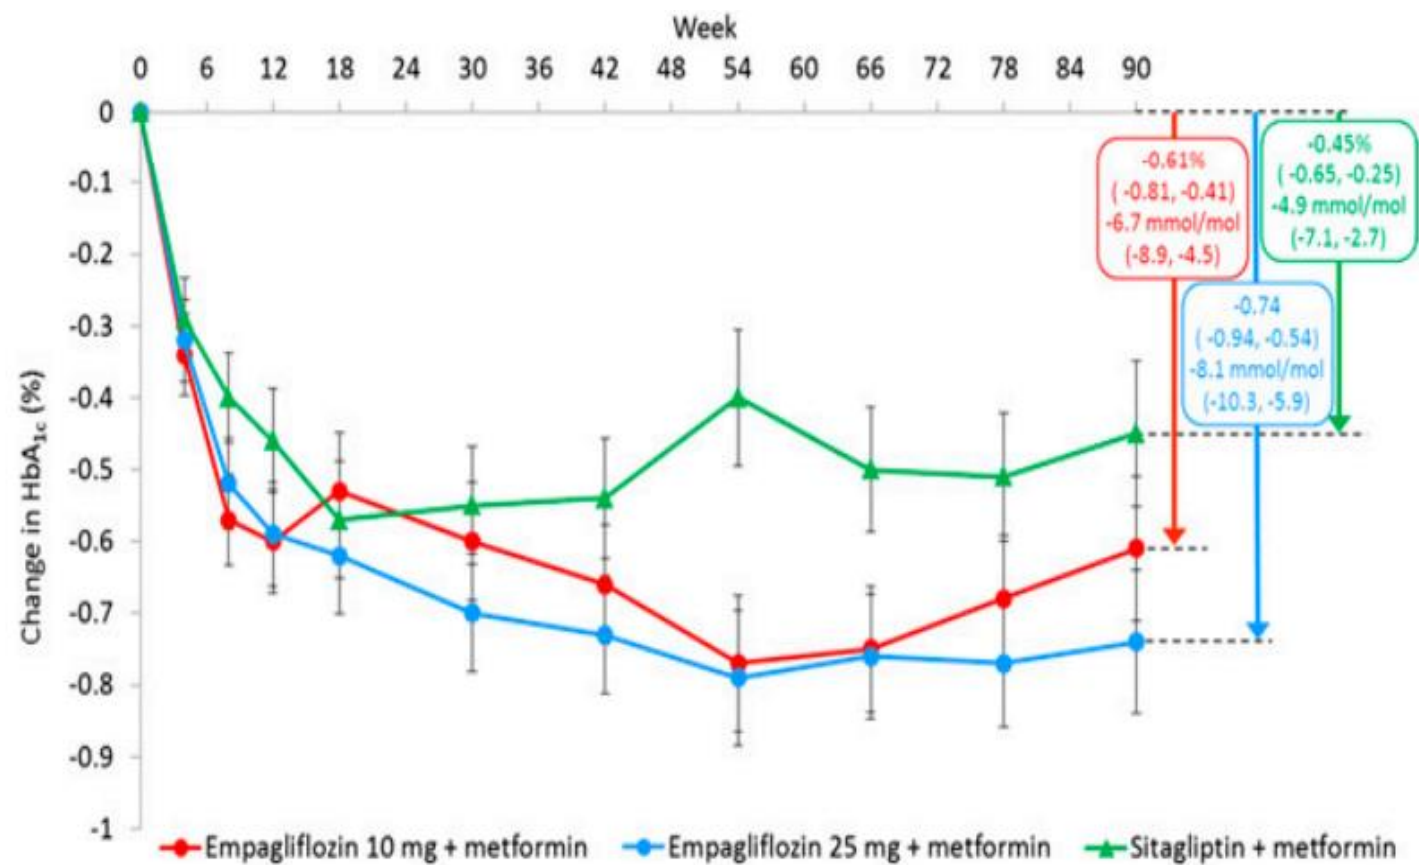 Week
0 6 12 18 24 30 36 42 48 54 60 66 72 78 84 90
0
-0.1
-0.2
-0.3
-0.4
-0.5
-0.6
-0.7
-0.8
-0.9
-1
Change in HbA1c (%)
-0.61%
( -0.81, -0.41)
-6.7 mmol/mol
(-8.9, -4.5)
-0.74
( -0.94, -0.54)
-8.1 mmol/mol
(-10.3, -5.9)
-0.45%
( -0.65, -0.25)
-4.9 mmol/mol
(-7.1, -2.7)
Empagliflozin 10 mg + metformin Empagliflozin 25 mg + metformin Sitagliptin + metformin